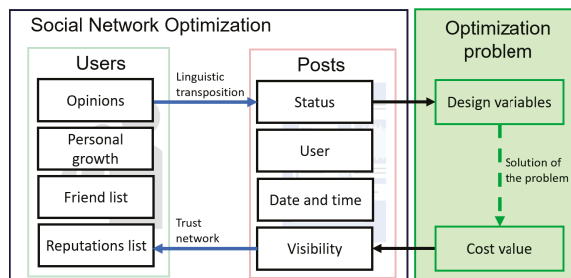 Social Network Optimization
Users
Opinions
Personal
growth
Friend list
Reputations list
Linguistic
transposition
Trust
network
Posts
Status
User
Date and time
Visibility
Optimization
problem
Design variables
Solution of
the problem
Cost value